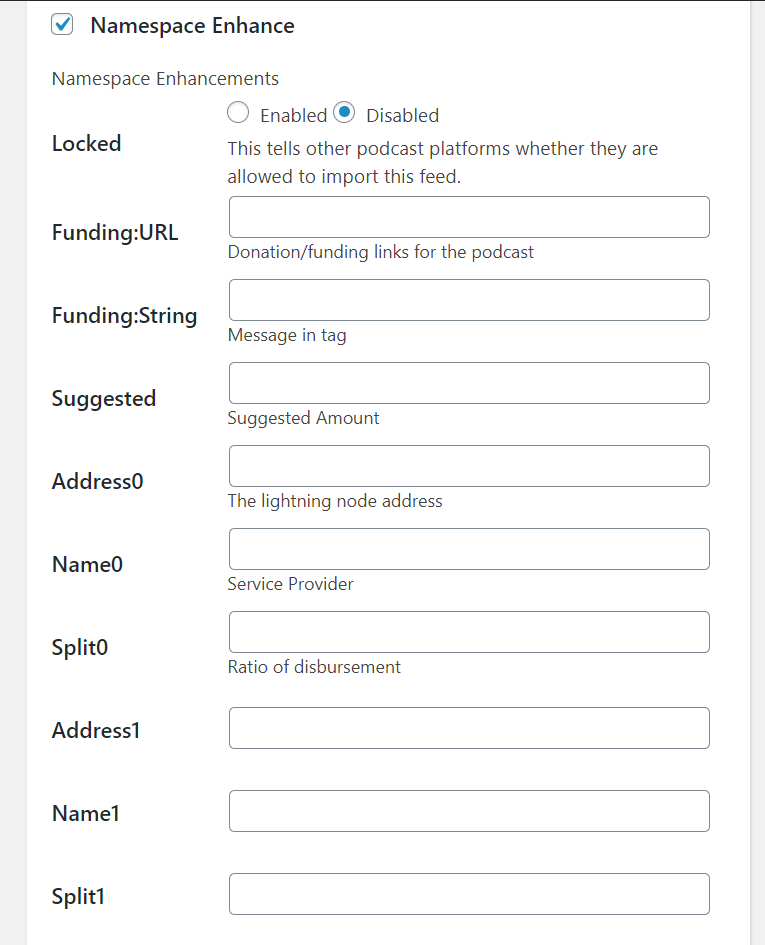 Namespace Enhance
Namespace Enhancements
Enabled Disabled
Locked
This tells other podcast platforms whether they are
allowed to import this feed.
Funding:URL
Donation/funding links for the podcast
Funding:String
Message in tag
Suggested
Suggested Amount
Address0
The lightning node address
Name0
Service Provider
Split0
Ratio of disbursement
Address1
Name1
Split1